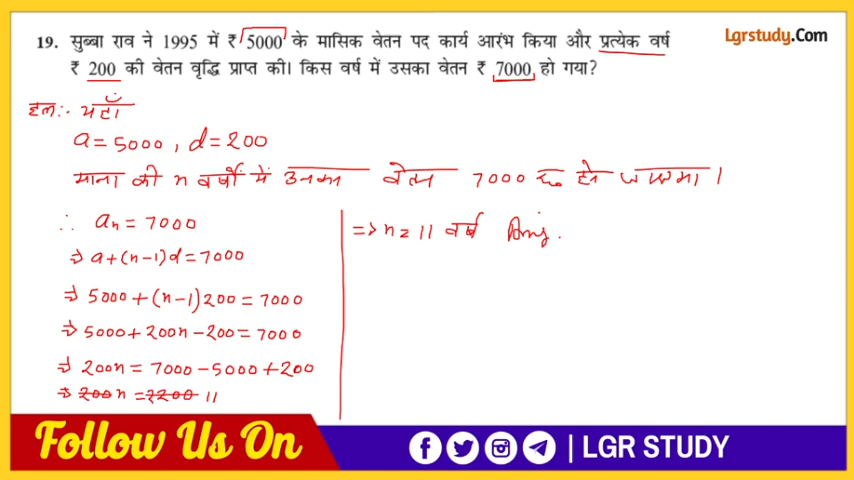 19. सुब्बा राव ने 1995 में ₹ 5000 के मासिक वेतन पद कार्य आरंभ किया और प्रत्येक वर्ष
₹ 200 की वेतन वृद्धि प्राप्त की। किस वर्ष में उसका वेतन ₹ 7000 हो गया?
Lgrstudy.Com
हल:- यहाँ
a = 5000, d = 200
माना की n वर्षों में उनका वेतन 7000 रु हो जाएगा।
∴ an = 7000
⇒ a + (n-1)d = 7000
⇒ 5000 + (n-1)200 = 7000
⇒ 5000 + 200n - 200 = 7000
⇒ 200n = 7000 - 5000 + 200
⇒ 200n = 2200 11
⇒ n = 11 वर्ष Ans.
Follow Us On
LGR STUDY